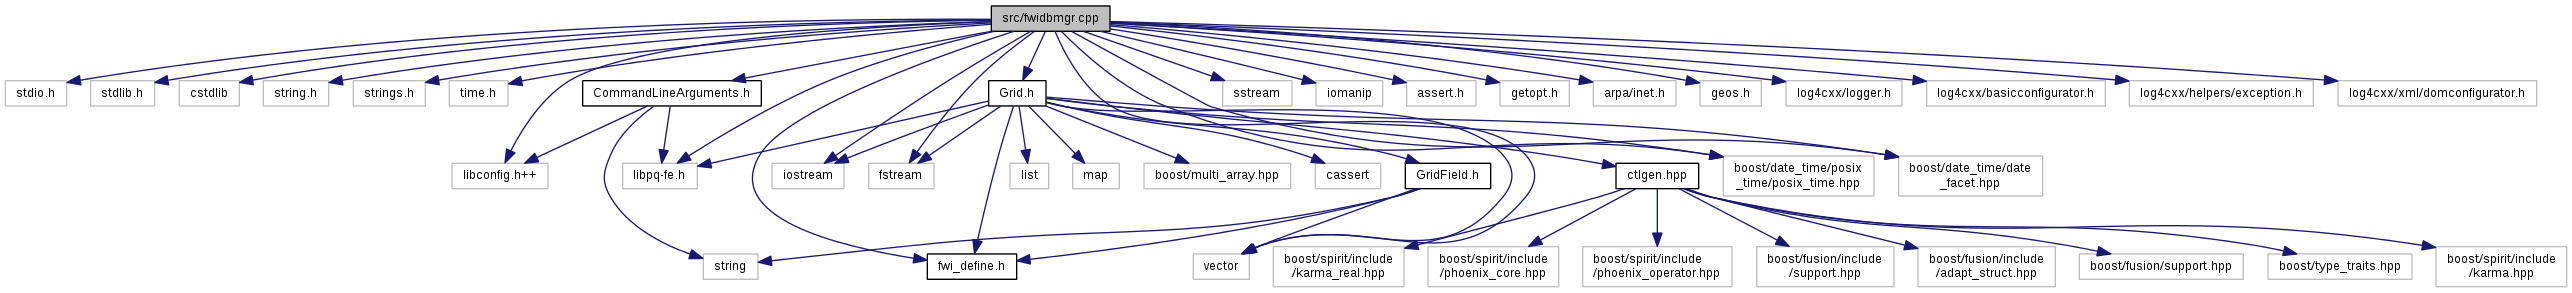 src/fwidbmgr.cpp
stdio.h
stdlib.h
cstdlib
string.h
strings.h
time.h
CommandLineArguments.h
Grid.h
sstream
iomanip
assert.h
getopt.h
arpa/inet.h
geos.h
log4cxx/logger.h
log4cxx/basicconfigurator.h
log4cxx/helpers/exception.h
log4cxx/xml/domconfigurator.h
libconfig.h++
libpq-fe.h
iostream
fstream
list
map
boost/multi_array.hpp
cassert
GridField.h
ctlgen.hpp
boost/date_time/posix
_time/posix_time.hpp
boost/date_time/date
_facet.hpp
string
fwi_define.h
vector
boost/spirit/include
/karma_real.hpp
boost/spirit/include
/phoenix_core.hpp
boost/spirit/include
/phoenix_operator.hpp
boost/fusion/include
/support.hpp
boost/fusion/include
/adapt_struct.hpp
boost/fusion/support.hpp
boost/type_traits.hpp
boost/spirit/include
/karma.hpp